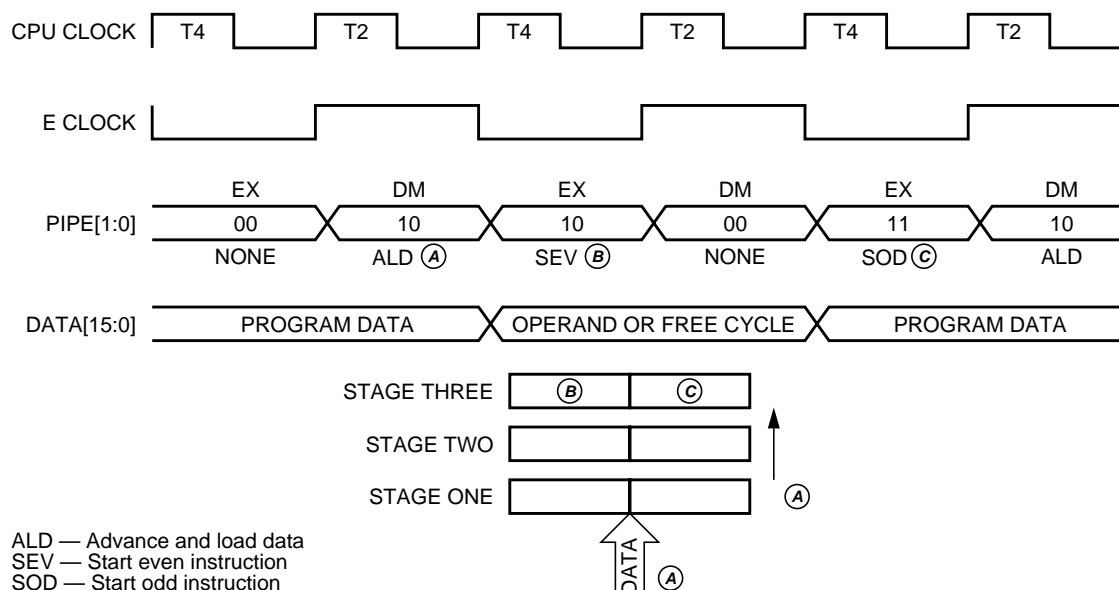 CPU CLOCK T4 T2 T4 T2 T4 T2
E CLOCK
EX DM EX DM EX DM
PIPE[1:0] 00 10 10 00 11 10
NONE ALD A SEV B NONE SOD C ALD
DATA[15:0] PROGRAM DATA OPERAND OR FREE CYCLE PROGRAM DATA
STAGE THREE B C
STAGE TWO
STAGE ONE A
DATA A
ALD — Advance and load data
SEV — Start even instruction
SOD — Start odd instruction